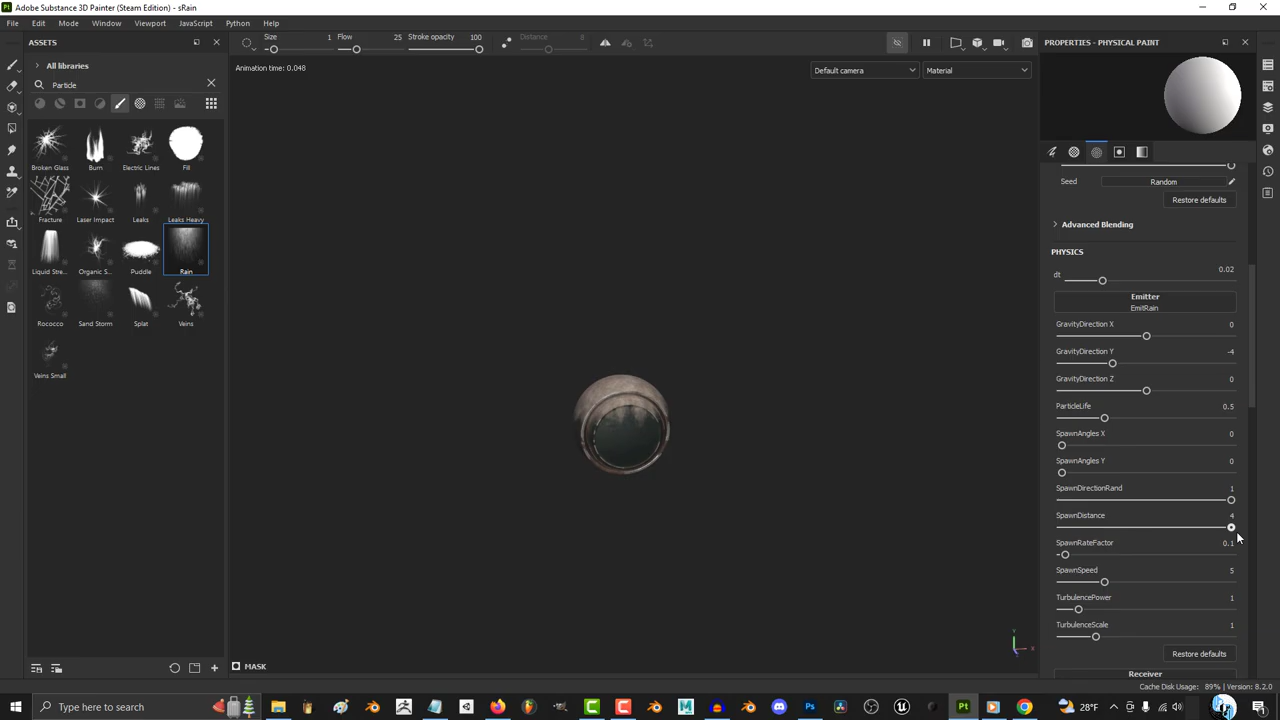 Adobe Substance 3D Painter (Steam Edition) - sRain
File Edit Mode Window Viewport JavaScript Python Help
ASSETS
Size 1 Flow 25 Stroke opacity 100 Distance 8
PROPERTIES - PHYSICAL PAINT
All libraries
Particle
Animation time: 0.048
Default camera
Material
Broken Glass Burn Electric Lines Fill
Fracture Laser Impact Leaks Leaks Heavy
Liquid Stre... Organic S... Puddle Rain
Rococco Sand Storm Splat Veins
Veins Small
Seed Random
Restore defaults
Advanced Blending
PHYSICS
dt 0.02
Emitter
EmitRain
GravityDirection X 0
GravityDirection Y -4
GravityDirection Z 0
ParticleLife 0.5
SpawnAngles X 0
SpawnAngles Y 0
SpawnDirectionRand 1
SpawnDistance 4
SpawnRateFactor 0.1
SpawnSpeed 5
TurbulencePower 1
TurbulenceScale 1
Restore defaults
Receiver
Y
X
MASK
Cache Disk Usage: 89% | Version: 8.2.0
Type here to search
28°F